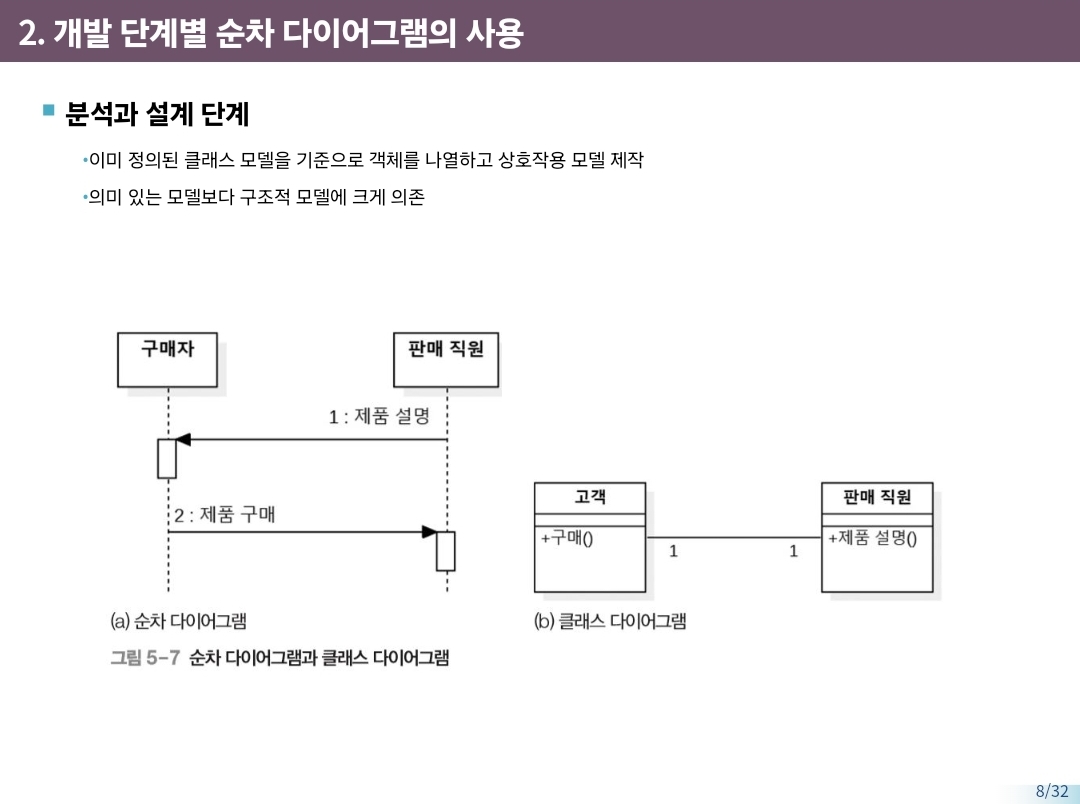 2. 개발 단계별 순차 다이어그램의 사용
분석과 설계 단계
•이미 정의된 클래스 모델을 기준으로 객체를 나열하고 상호작용 모델 제작
•의미 있는 모델보다 구조적 모델에 크게 의존
구매자
판매 직원
1 : 제품 설명
2 : 제품 구매
(a) 순차 다이어그램
고객
+구매()
1
1
판매 직원
+제품 설명()
(b) 클래스 다이어그램
그림 5-7 순차 다이어그램과 클래스 다이어그램
8/32